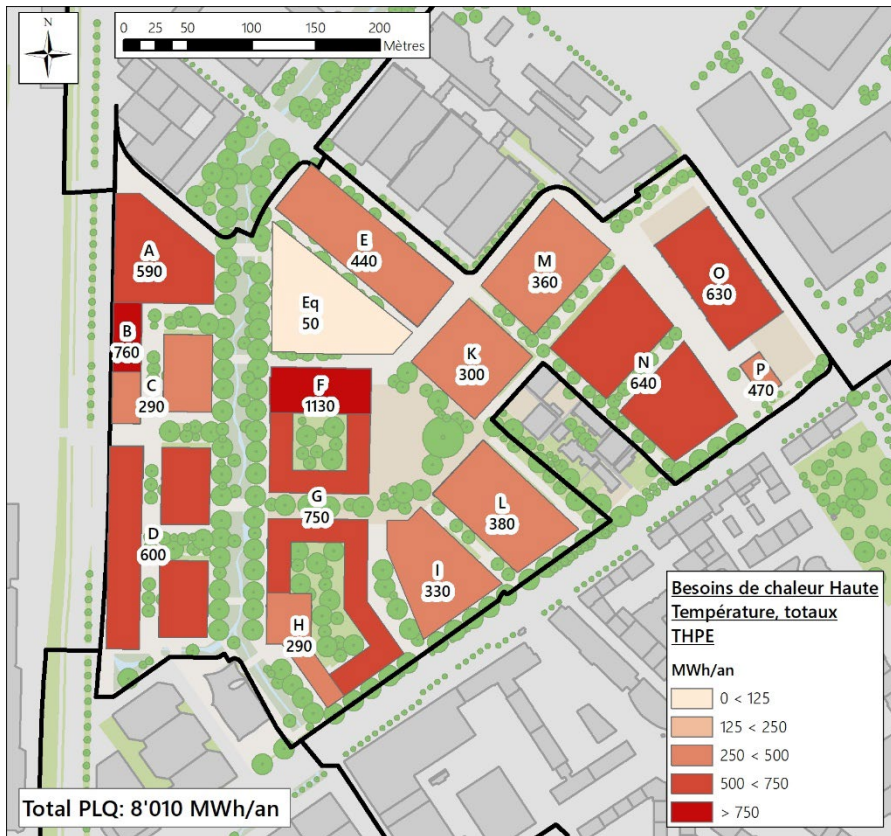 N
0 25 50 100 150 200
Mètres
A
590
B
760
C
290
D
600
E
440
Eq
50
F
1130
G
750
H
290
I
330
K
300
L
380
M
360
N
640
O
630
P
470
Besoins de chaleur Haute
Température, totaux
THPE
MWh/an
0 < 125
125 < 250
250 < 500
500 < 750
> 750
Total PLQ: 8'010 MWh/an